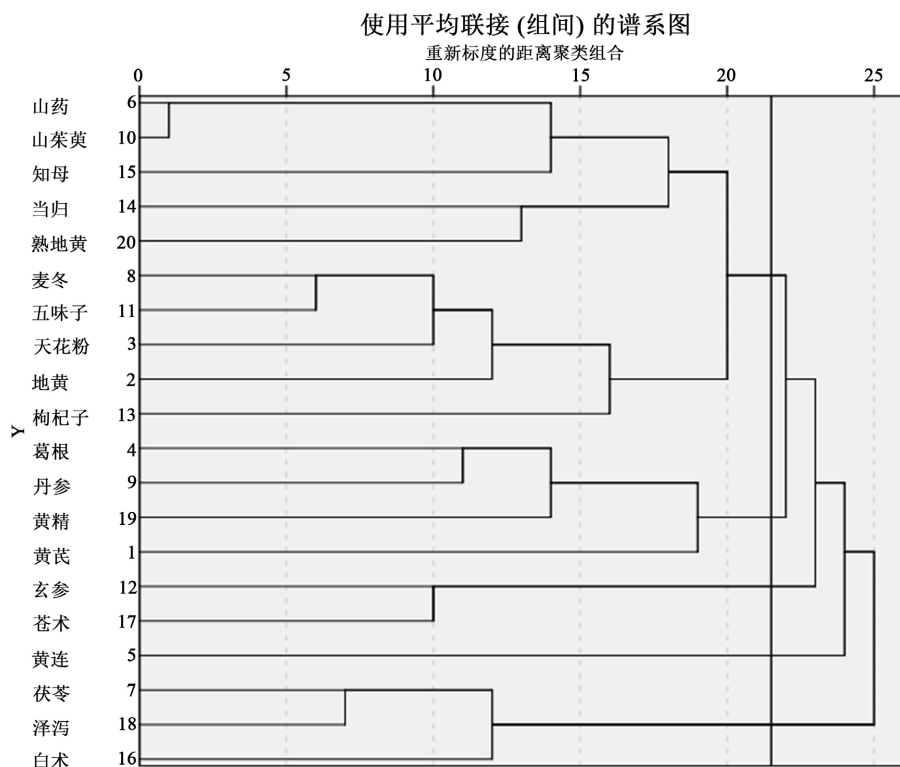 使用平均联接 (组间) 的谱系图
重新标度的距离聚类组合
0 5 10 15 20 25
山药 6
山茱萸 10
知母 15
当归 14
熟地黄 20
麦冬 8
五味子 11
天花粉 3
地黄 2
枸杞子 13
Y
葛根 4
丹参 9
黄精 19
黄芪 1
玄参 12
苍术 17
黄连 5
茯苓 7
泽泻 18
白术 16